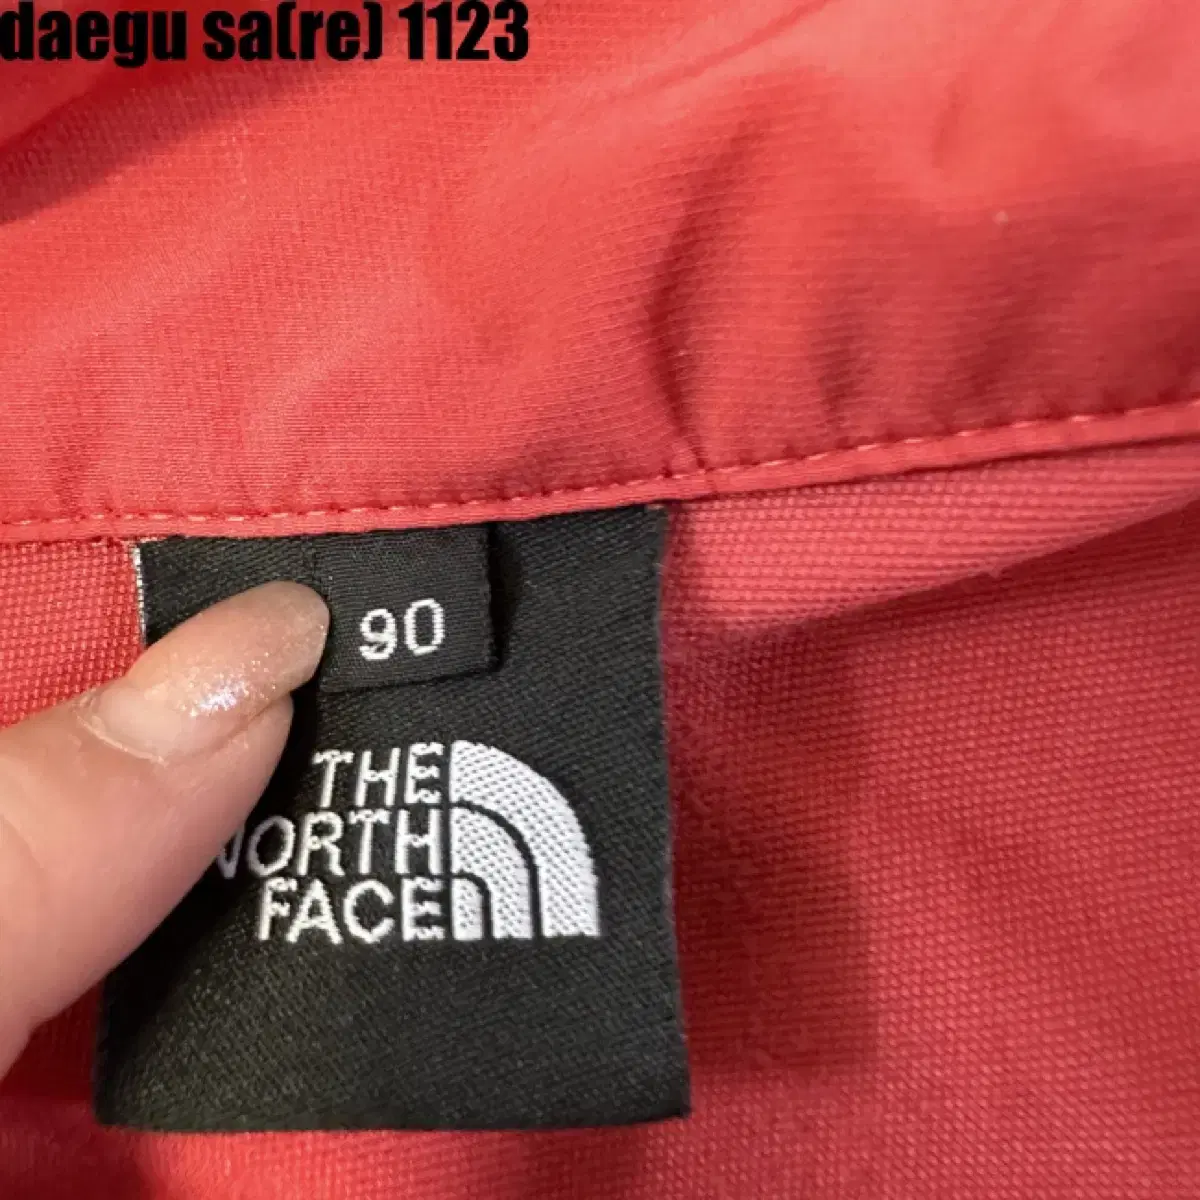 daegu sa(re) 1123
90
THE
NORTH
FACE